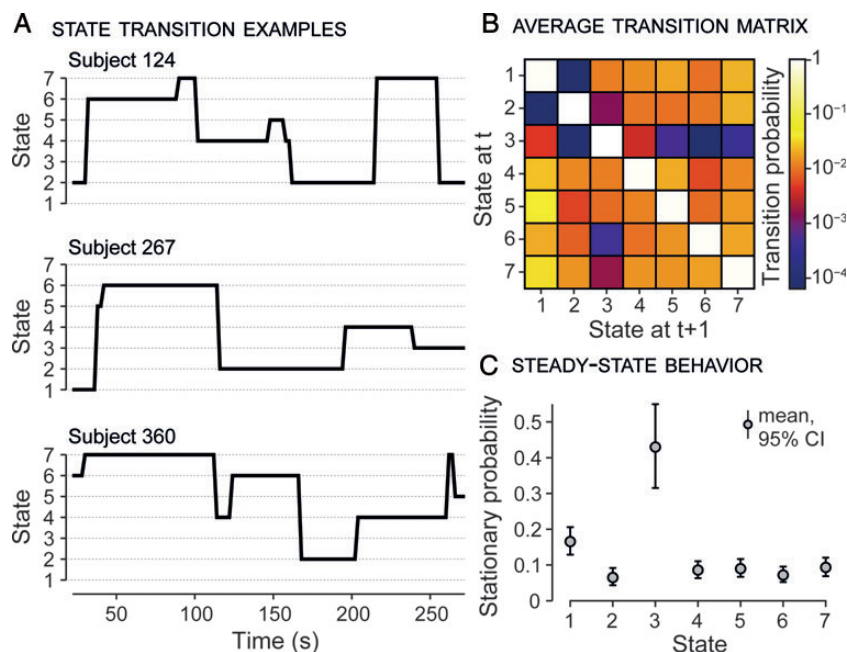 A STATE TRANSITION EXAMPLES
Subject 124
7
6
5
4
3
2
1
State
Subject 267
7
6
5
4
3
2
1
State
Subject 360
7
6
5
4
3
2
1
State
50 100 150 200 250
Time (s)
B AVERAGE TRANSITION MATRIX
1
2
3
4
5
6
7
State at t
1 2 3 4 5 6 7
State at t+1
1
10⁻¹
10⁻²
10⁻³
10⁻⁴
Transition probability
C STEADY-STATE BEHAVIOR
0.5
0.4
0.3
0.2
0.1
0
Stationary probability
mean,
95% CI
1 2 3 4 5 6 7
State